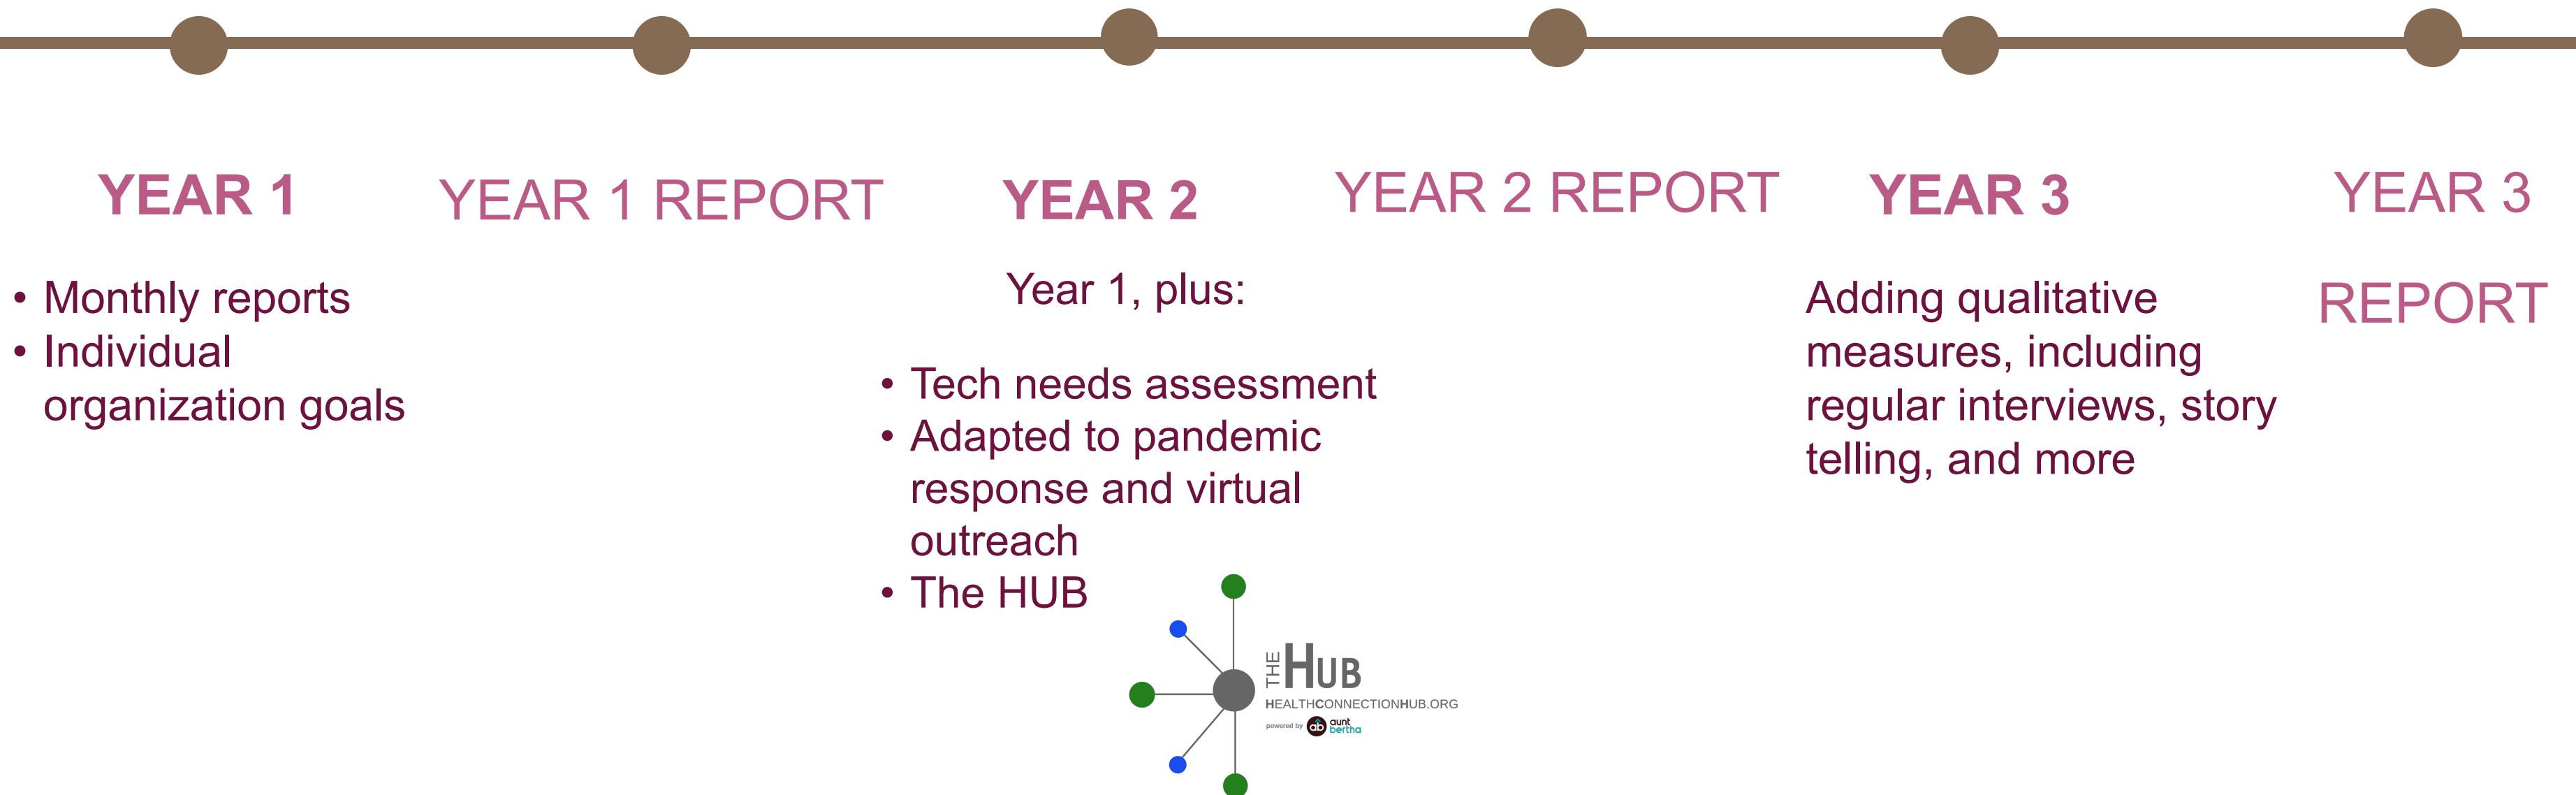 YEAR 1
• Monthly reports
• Individual
organization goals
YEAR 1 REPORT
YEAR 2
Year 1, plus:
• Tech needs assessment
• Adapted to pandemic
response and virtual
outreach
• The HUB
THE HUB
HEALTHCONNECTIONHUB.ORG
powered by ab aunt
bertha
YEAR 2 REPORT
YEAR 3
Adding qualitative
measures, including
regular interviews, story
telling, and more
YEAR 3
REPORT